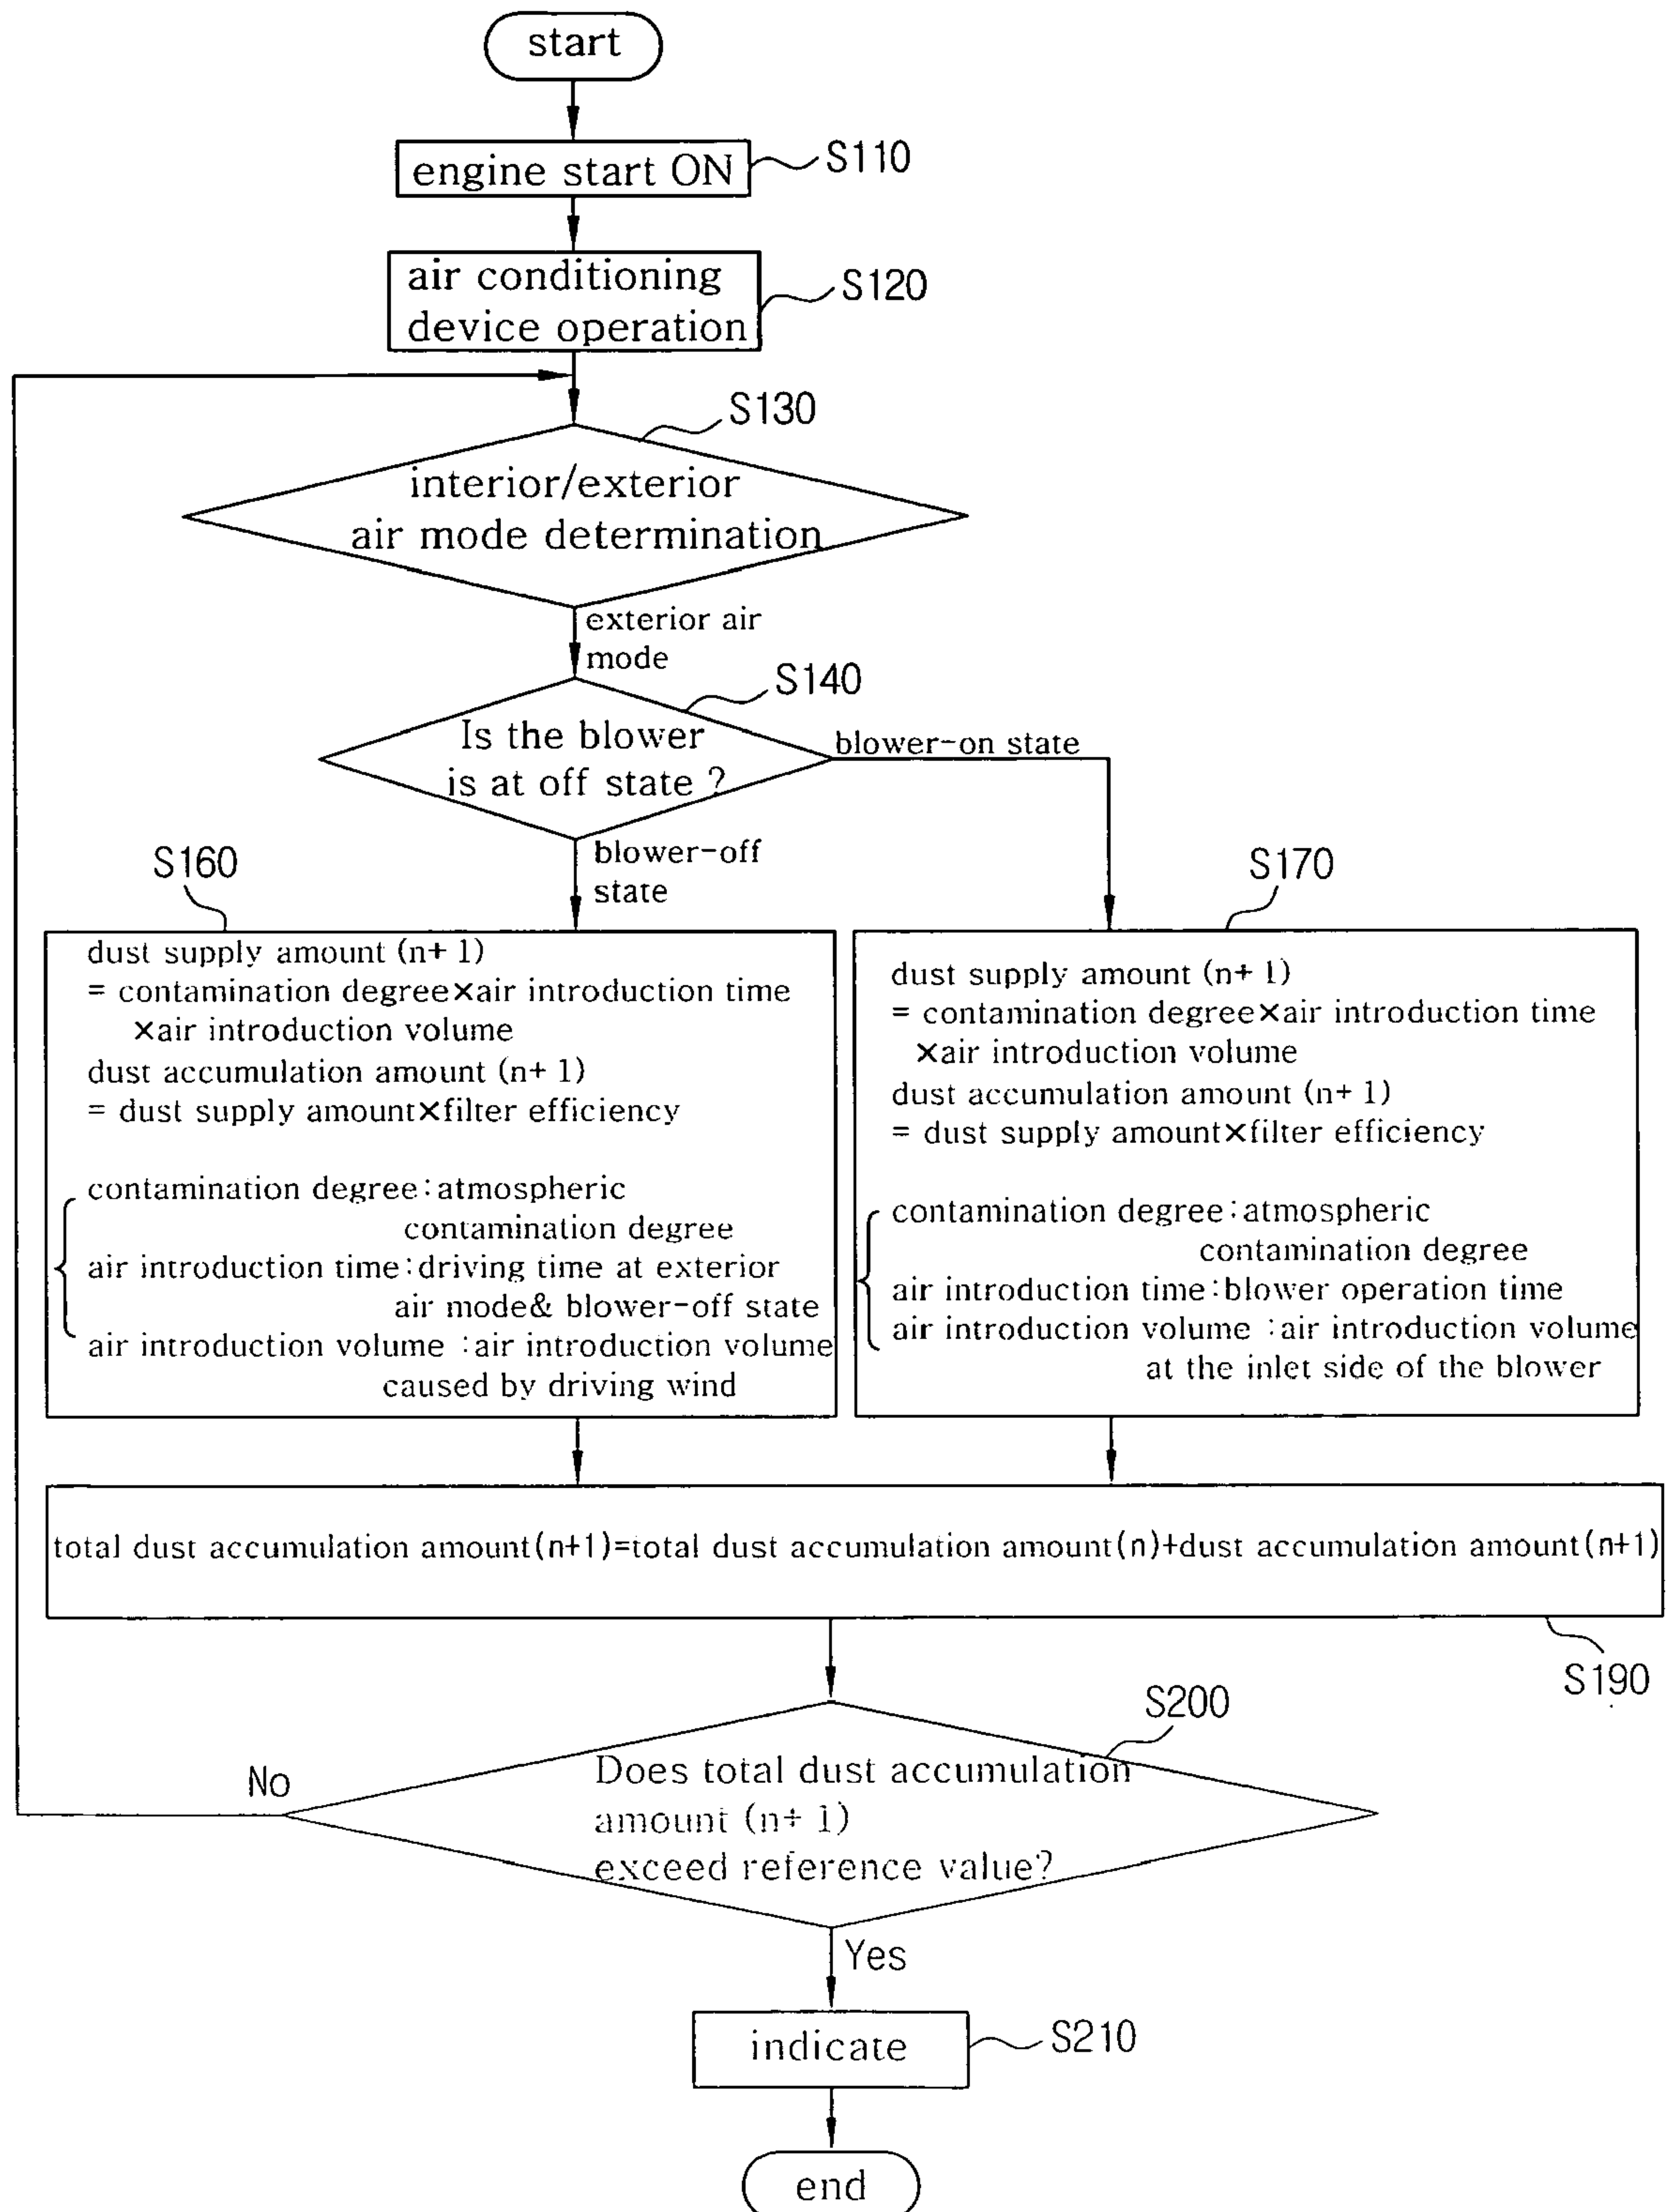 start
engine start ON
S110
air conditioning
device operation
S120
S130
interior/exterior
air mode determination
exterior air
mode
S140
Is the blower
is at off state ?
blower-on state
blower-off
state
S160
dust supply amount (n+ 1)
= contamination degree×air introduction time
×air introduction volume
dust accumulation amount (n+ 1)
= dust supply amount×filter efficiency
contamination degree:atmospheric
contamination degree
air introduction time:driving time at exterior
air mode& blower-off state
air introduction volume :air introduction volume
caused by driving wind
S170
dust supply amount (n+ 1)
= contamination degree×air introduction time
×air introduction volume
dust accumulation amount (n+ 1)
= dust supply amount×filter efficiency
contamination degree:atmospheric
contamination degree
air introduction time:blower operation time
air introduction volume :air introduction volume
at the inlet side of the blower
total dust accumulation amount(n+1)=total dust accumulation amount(n)+dust accumulation amount(n+1)
S190
S200
Does total dust accumulation
amount (n+ 1)
exceed reference value?
No
Yes
indicate
S210
end